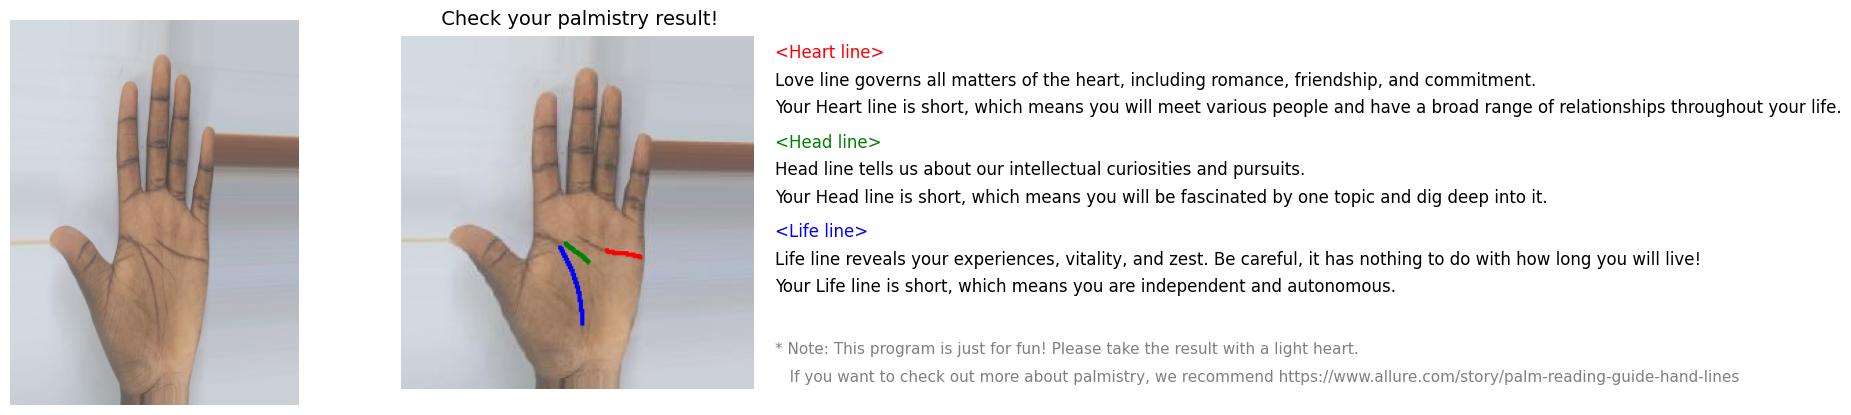 Check your palmistry result!
<Heart line>
Love line governs all matters of the heart, including romance, friendship, and commitment.
Your Heart line is short, which means you will meet various people and have a broad range of relationships throughout your life.
<Head line>
Head line tells us about our intellectual curiosities and pursuits.
Your Head line is short, which means you will be fascinated by one topic and dig deep into it.
<Life line>
Life line reveals your experiences, vitality, and zest. Be careful, it has nothing to do with how long you will live!
Your Life line is short, which means you are independent and autonomous.
* Note: This program is just for fun! Please take the result with a light heart.
If you want to check out more about palmistry, we recommend https://www.allure.com/story/palm-reading-guide-hand-lines